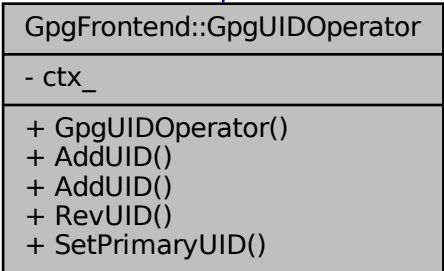 GpgFrontend::GpgUIDOperator
- ctx_
+ GpgUIDOperator()
+ AddUID()
+ AddUID()
+ RevUID()
+ SetPrimaryUID()